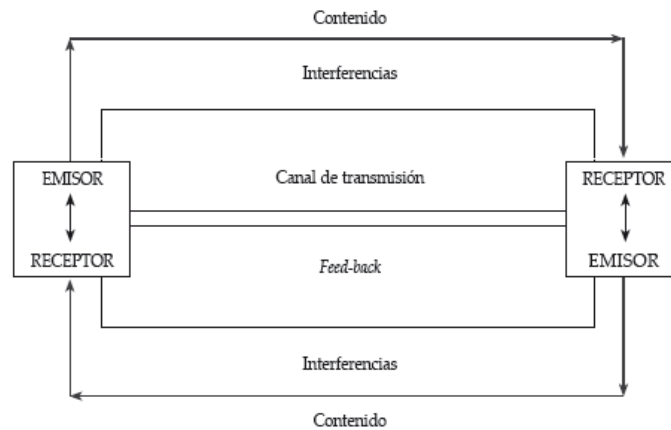 Contenido
Interferencias
EMISOR
Canal de transmisión
RECEPTOR
RECEPTOR
Feed-back
EMISOR
Interferencias
Contenido